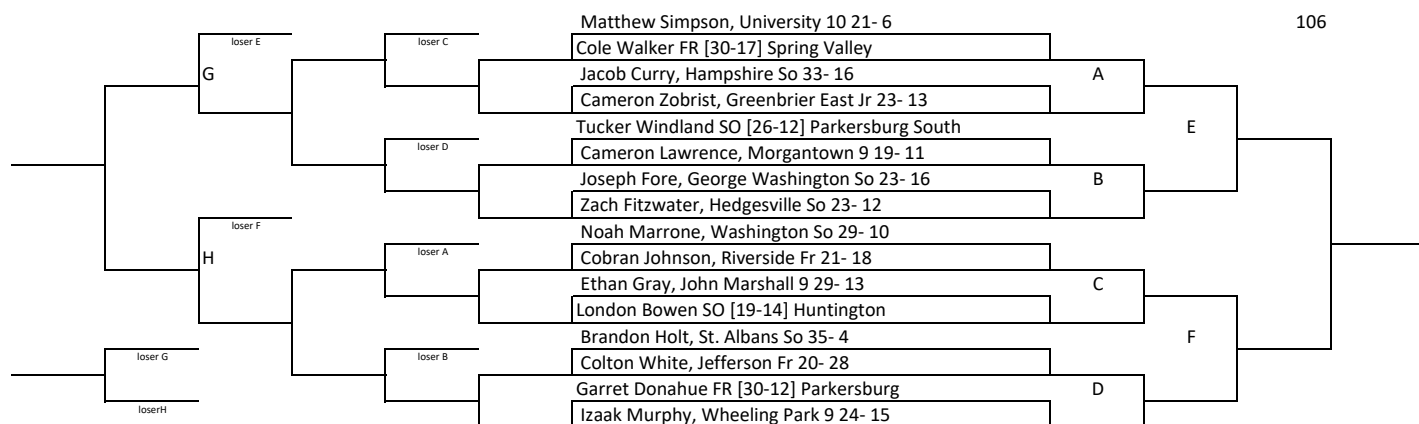 Matthew Simpson, University 10 21- 6
106
loser E
loser C
Cole Walker FR [30-17] Spring Valley
G
Jacob Curry, Hampshire So 33- 16
A
Cameron Zobrist, Greenbrier East Jr 23- 13
Tucker Windland SO [26-12] Parkersburg South
E
loser D
Cameron Lawrence, Morgantown 9 19- 11
Joseph Fore, George Washington So 23- 16
B
Zach Fitzwater, Hedgesville So 23- 12
loser F
Noah Marrone, Washington So 29- 10
H
loser A
Cobran Johnson, Riverside Fr 21- 18
Ethan Gray, John Marshall 9 29- 13
C
London Bowen SO [19-14] Huntington
Brandon Holt, St. Albans So 35- 4
F
loser G
loser B
Colton White, Jefferson Fr 20- 28
Garret Donahue FR [30-12] Parkersburg
D
loserH
Izaak Murphy, Wheeling Park 9 24- 15